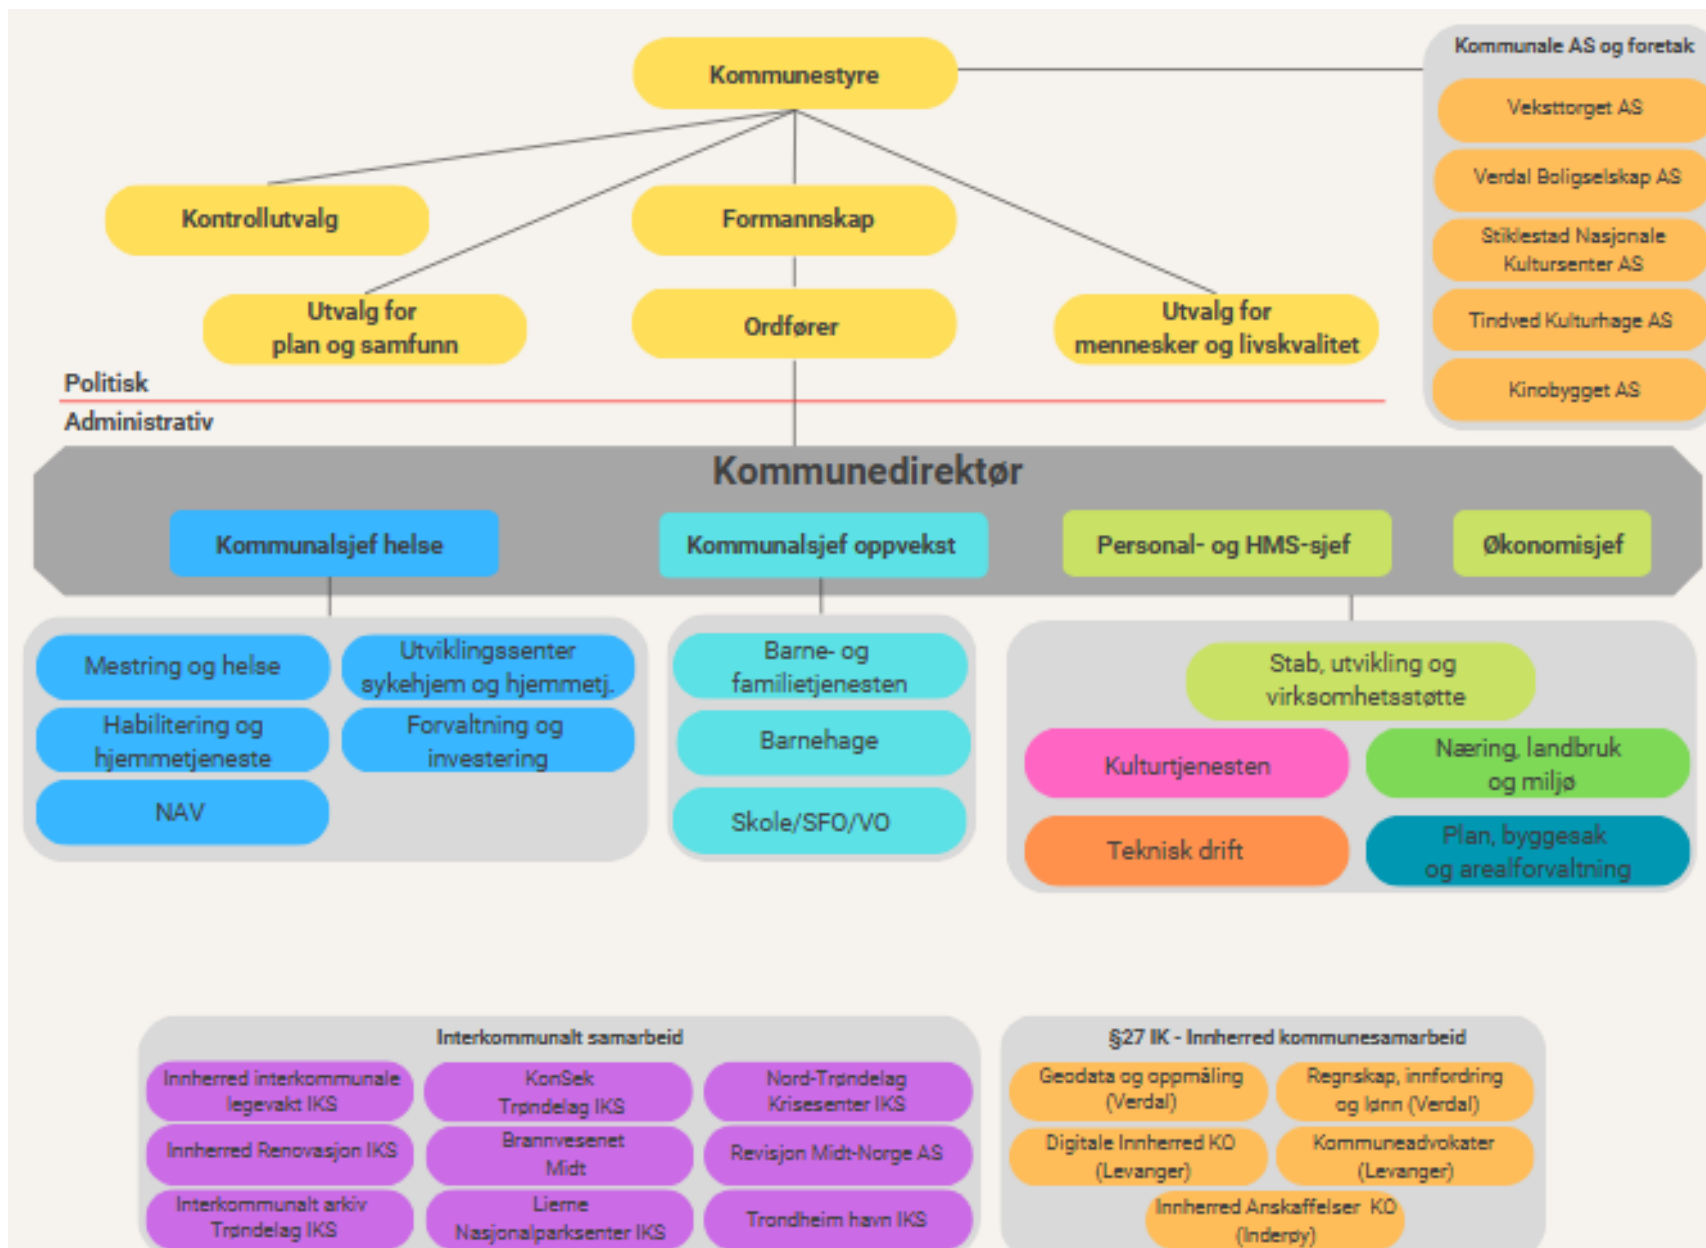 Kommunestyre
Kommunale AS og foretak
Veksttorget AS
Verdal Boligselskap AS
Stiklestad Nasjonale
Kultursenter AS
Tindved Kulturhage AS
Kinobygget AS
Kontrollutvalg
Formannskap
Utvalg for
plan og samfunn
Ordfører
Utvalg for
mennesker og livskvalitet
Politisk
Administrativ
Kommunedirektør
Kommunalsjef helse
Kommunalsjef oppvekst
Personal- og HMS-sjef
Økonomisjef
Mestring og helse
Utviklingssenter
sykehjem og hjemmetj.
Habilitering og
hjemmetjeneste
Forvaltning og
investering
NAV
Barne- og
familietjenesten
Barnehage
Skole/SFO/VO
Stab, utvikling og
virksomhetsstøtte
Kulturtjenesten
Næring, landbruk
og miljø
Teknisk drift
Plan, byggesak
og arealforvaltning
Interkommunalt samarbeid
Innherred interkommunale
legevakt IKS
KonSek
Trøndelag IKS
Nord-Trøndelag
Krisesenter IKS
Innherred Renovasjon IKS
Brannvesenet
Midt
Revisjon Midt-Norge AS
Interkommunalt arkiv
Trøndelag IKS
Lierne
Nasjonalparksenter IKS
Trondheim havn IKS
§27 IK - Innherred kommunesamarbeid
Geodata og oppmåling
(Verdal)
Regnskap, innfordring
og lønn (Verdal)
Digitale Innherred KO
(Levanger)
Kommuneadvokater
(Levanger)
Innherred Anskaffelser KO
(Inderøy)